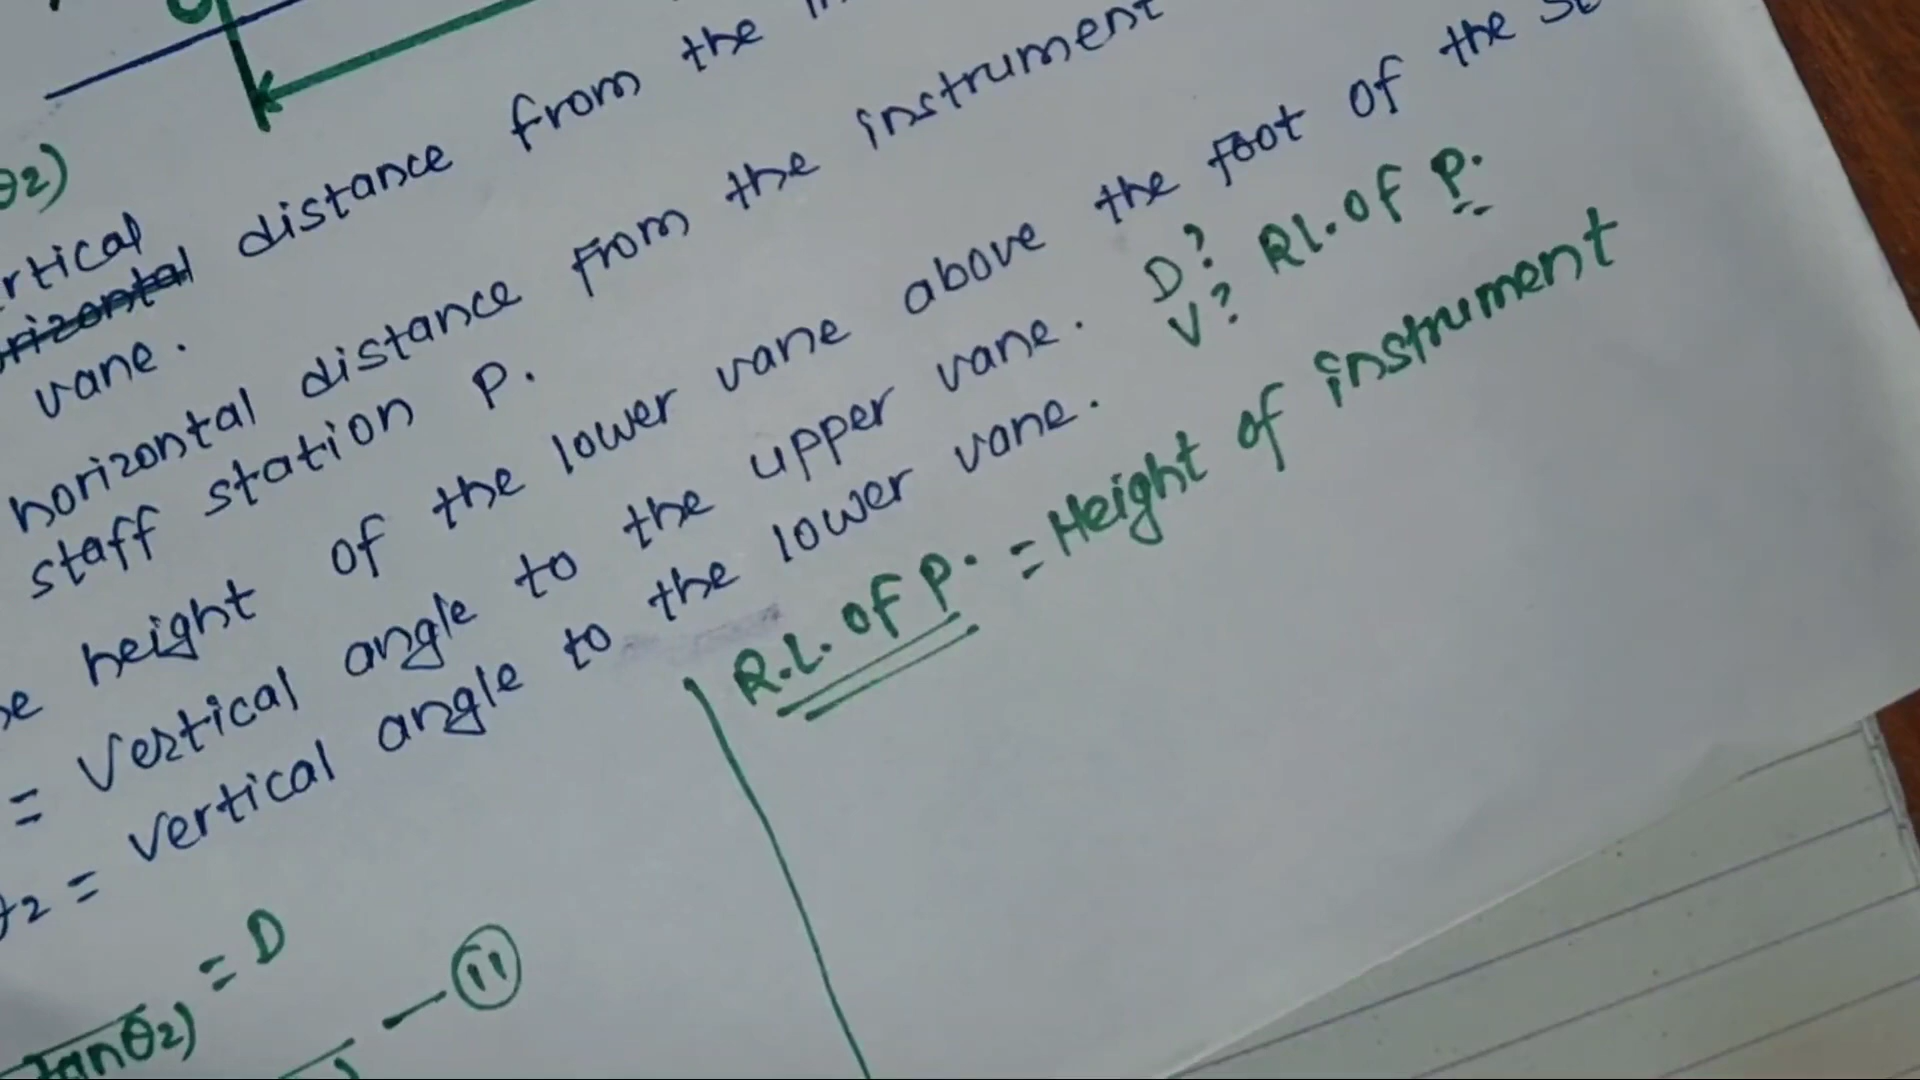 distance from the
vertical
horizontal
vane.
horizontal distance from the instrument
staff station P.
height of the lower vane above the foot of the
= Vertical angle to the upper vane.
2 = vertical angle to the lower vane.
D? Rl. of P.
V?
R.L. of P. = Height of instrument
= D
tanθ2)
— 11